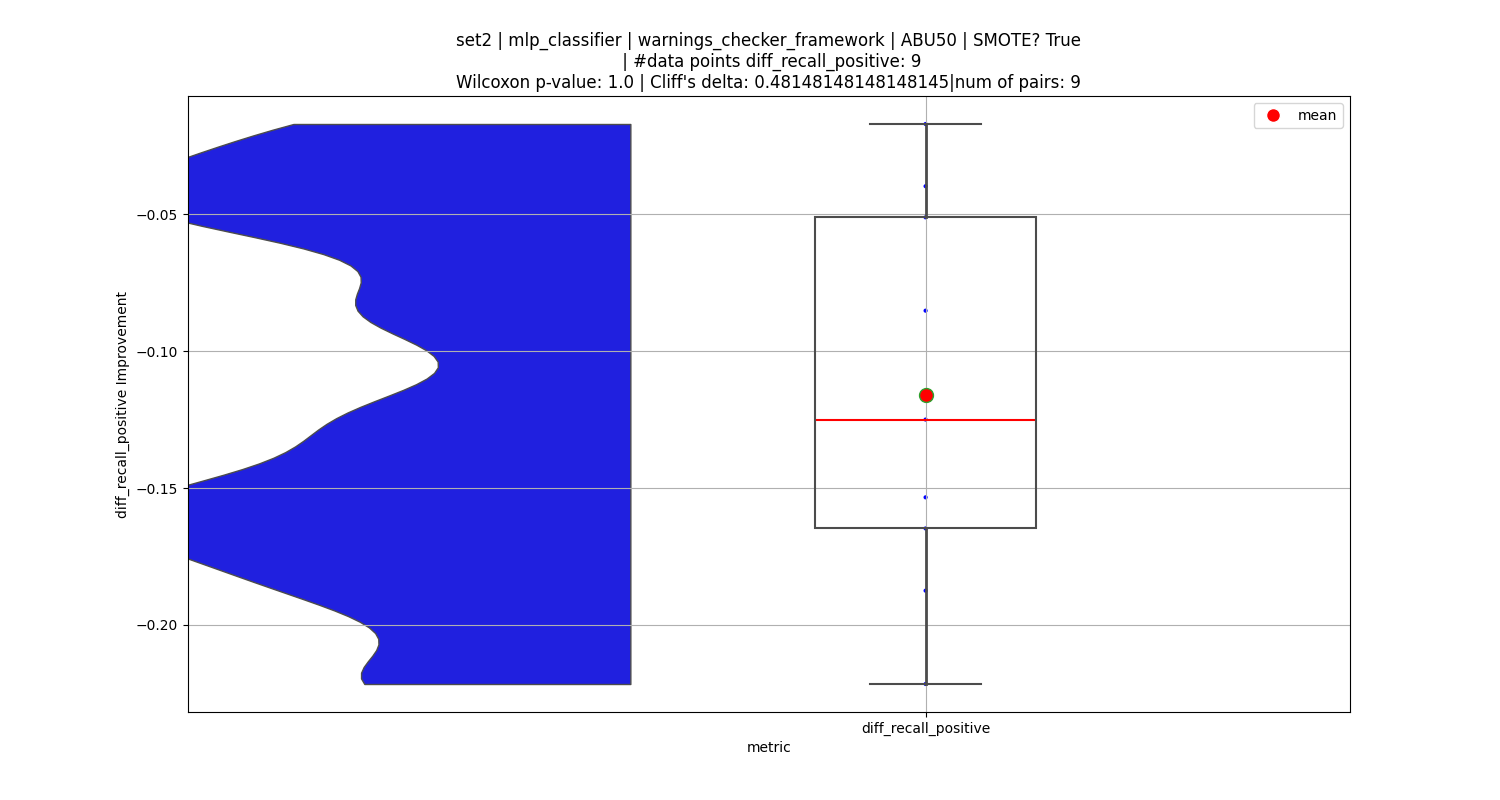 set2 | mlp_classifier | warnings_checker_framework | ABU50 | SMOTE? True
| #data points diff_recall_positive: 9
Wilcoxon p-value: 1.0 | Cliff's delta: 0.48148148148148145|num of pairs: 9
mean
−0.05
−0.10
−0.15
−0.20
diff_recall_positive Improvement
diff_recall_positive
metric